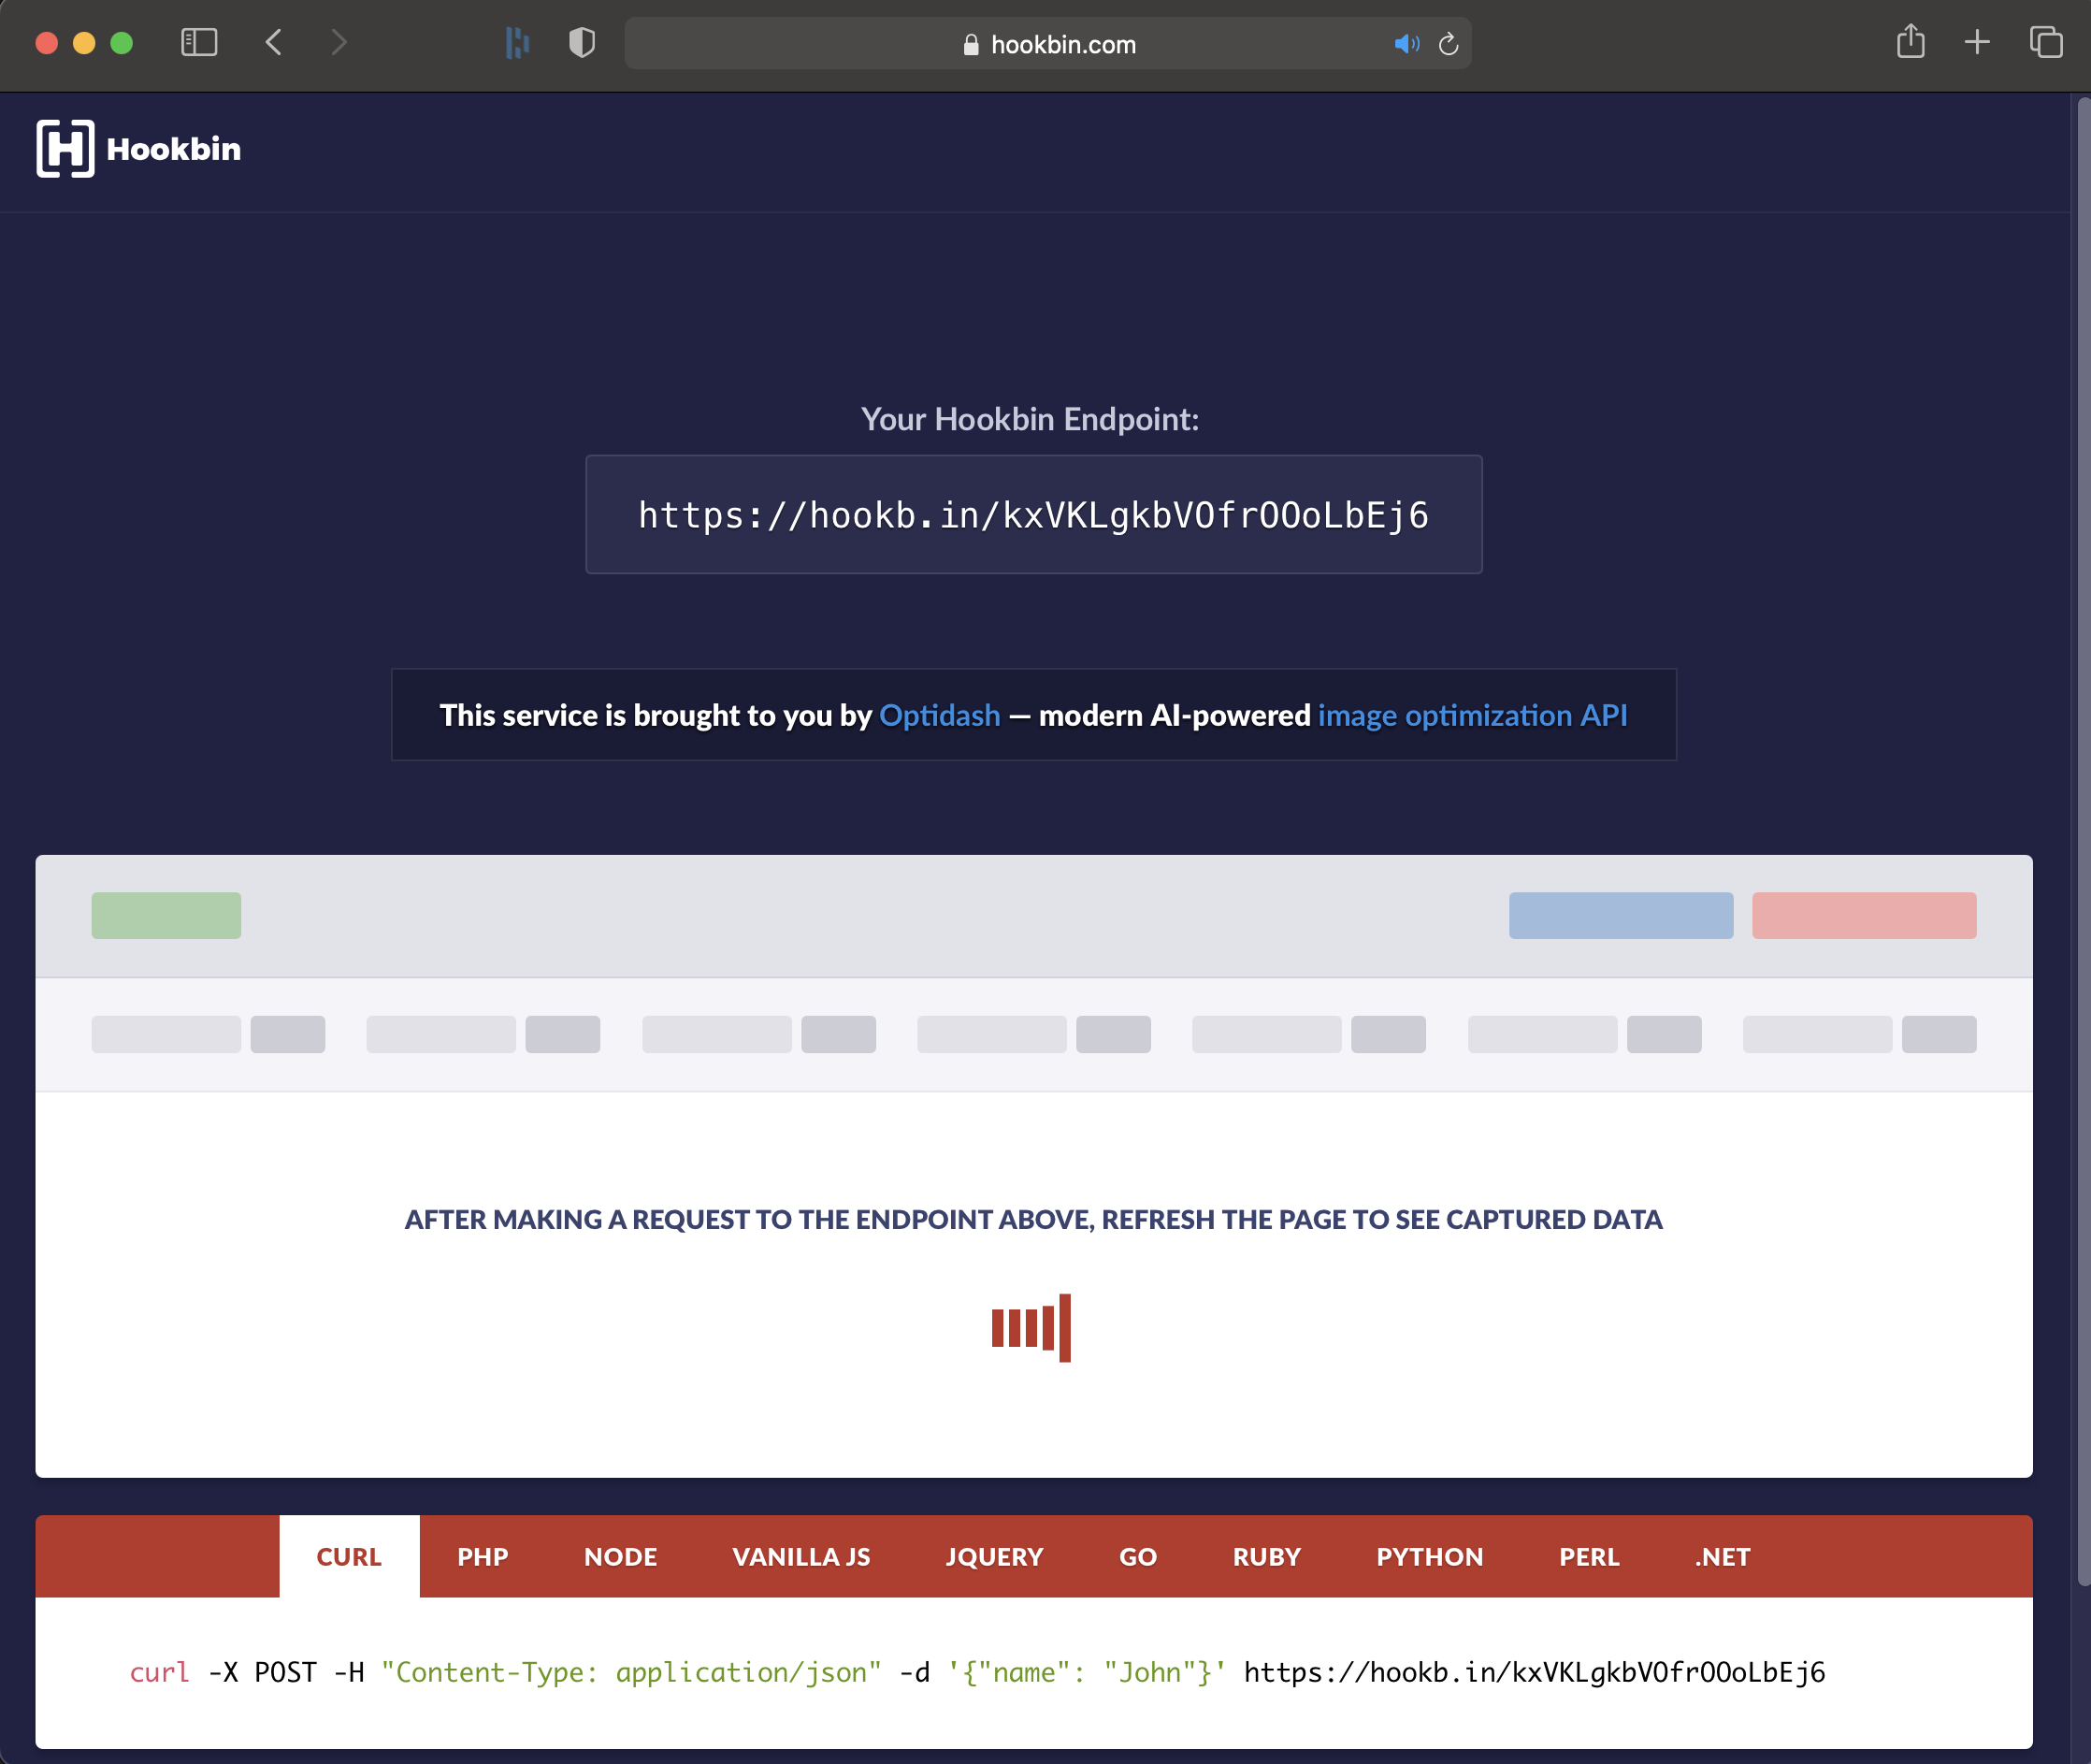 hookbin.com
Hookbin
Your Hookbin Endpoint:
https://hookb.in/kxVKLgkbVOfrOOoLbEj6
This service is brought to you by Optidash — modern AI-powered image optimization API
AFTER MAKING A REQUEST TO THE ENDPOINT ABOVE, REFRESH THE PAGE TO SEE CAPTURED DATA
CURL PHP NODE VANILLA JS JQUERY GO RUBY PYTHON PERL .NET
curl -X POST -H "Content-Type: application/json" -d '{"name": "John"}' https://hookb.in/kxVKLgkbVOfrOOoLbEj6